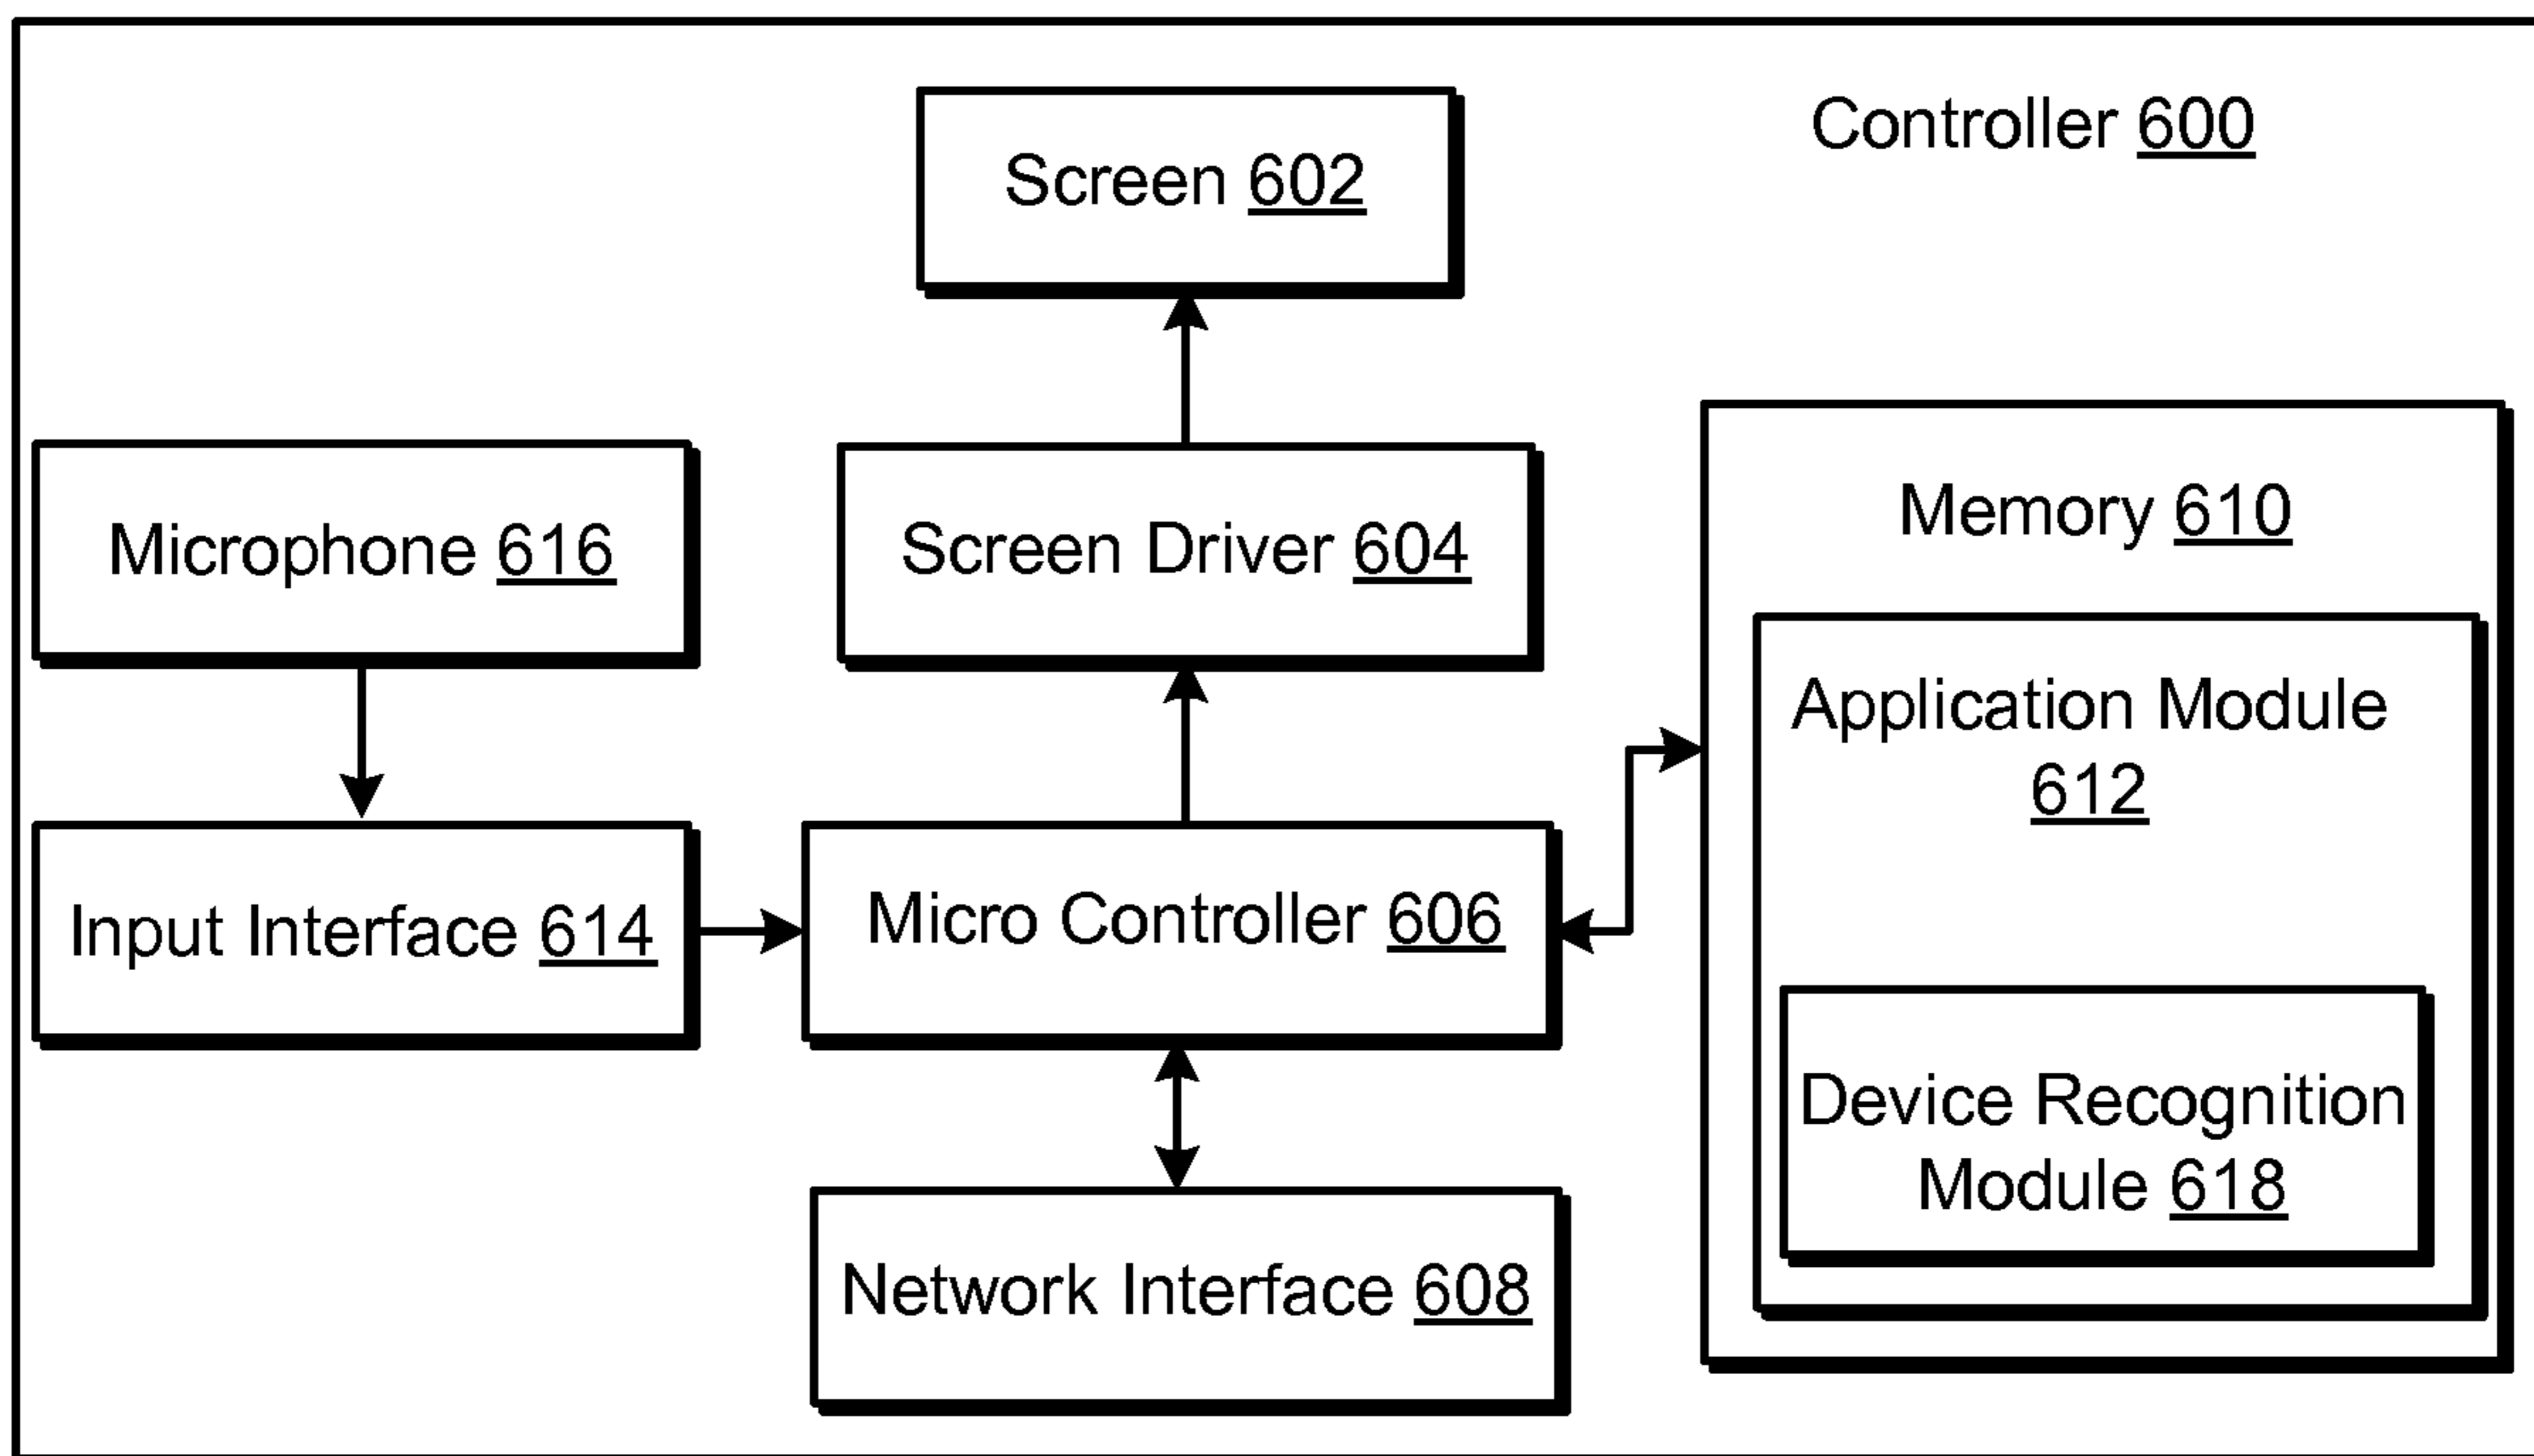 Controller 600
Screen 602
Microphone 616
Screen Driver 604
Memory 610
Application Module
612
Input Interface 614
Micro Controller 606
Device Recognition
Module 618
Network Interface 608